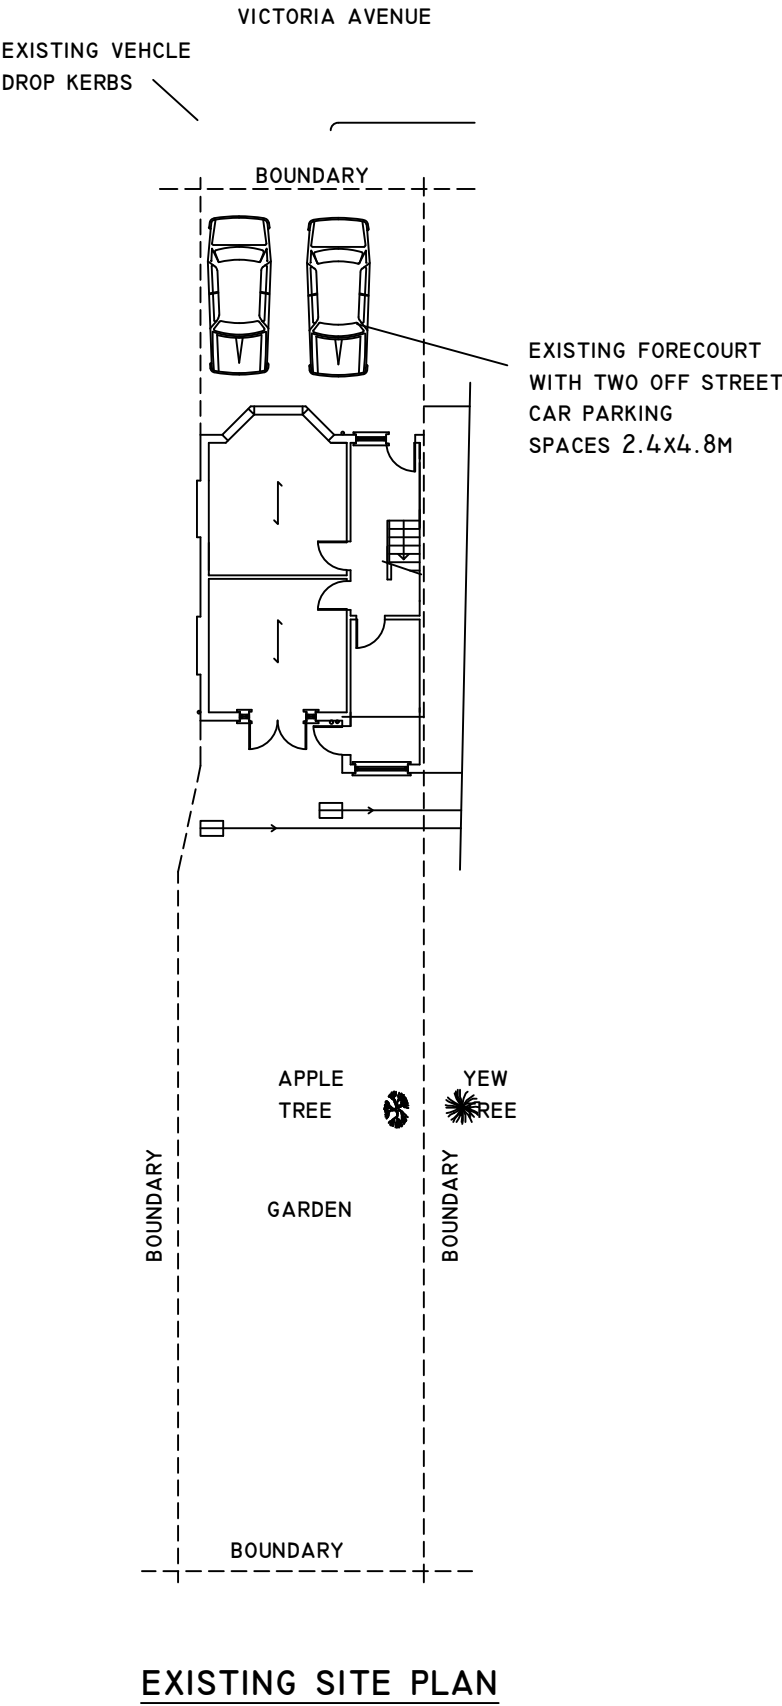 VICTORIA AVENUE
EXISTING VEHCLE
DROP KERBS
BOUNDARY
EXISTING FORECOURT
WITH TWO OFF STREET
CAR PARKING
SPACES 2.4X4.8M
APPLE
TREE
YEW
TREE
BOUNDARY
BOUNDARY
GARDEN
BOUNDARY
EXISTING SITE PLAN